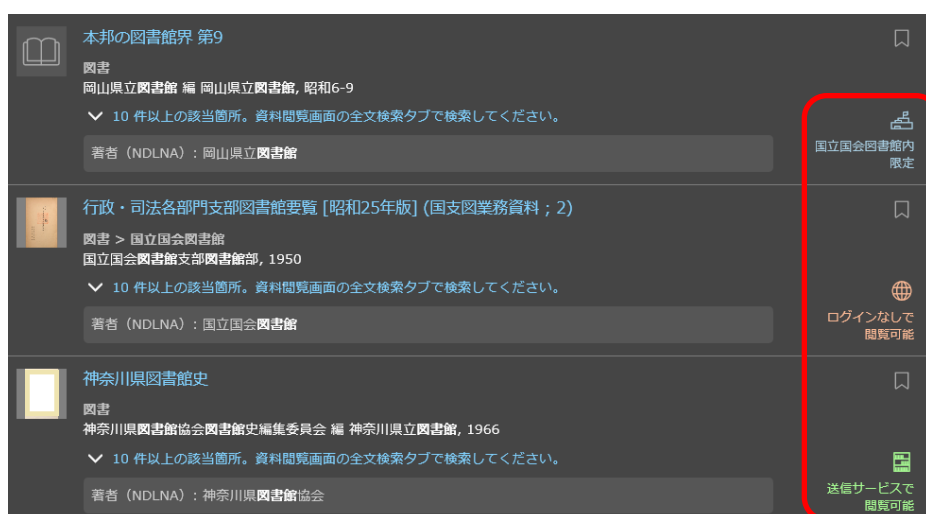 本邦の図書館界 第9
図書
岡山県立図書館 編 岡山県立図書館, 昭和6-9
10 件以上の該当箇所。資料閲覧画面の全文検索タブで検索してください。
著者（NDLNA）: 岡山県立図書館
国立国会図書館内
限定
行政・司法各部門支部図書館要覧 [昭和25年版] (国支図業務資料 ; 2)
図書 > 国立国会図書館
国立国会図書館支部図書館部, 1950
10 件以上の該当箇所。資料閲覧画面の全文検索タブで検索してください。
著者（NDLNA）: 国立国会図書館
ログインなしで
閲覧可能
神奈川県図書館史
図書
神奈川県図書館協会図書館史編集委員会 編 神奈川県立図書館, 1966
10 件以上の該当箇所。資料閲覧画面の全文検索タブで検索してください。
著者（NDLNA）: 神奈川県図書館協会
送信サービスで
閲覧可能